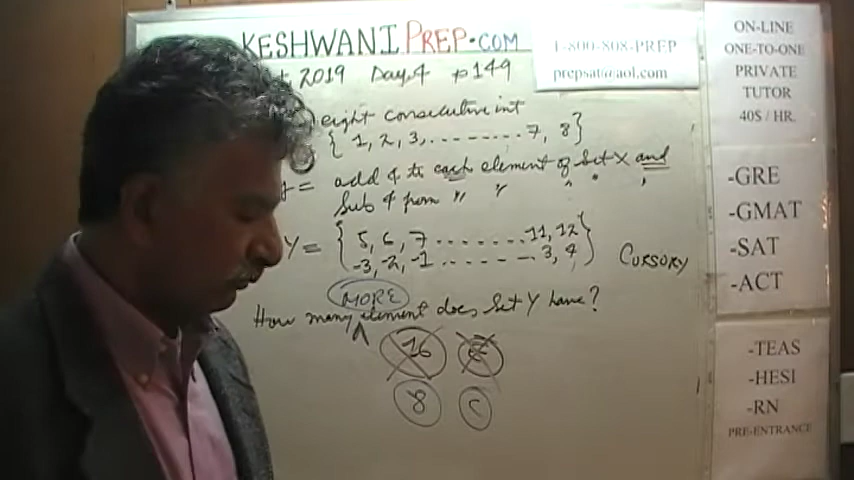 KESHWANIPREP.COM
1-800-808-PREP
prepsat@aol.com
2019 Day 4 p149
eight consecutive int
{ 1, 2, 3, ......... 7, 8 }
= add 4 to each element of Set X and
Sub 4 from " " " " "
Y = { 5, 6, 7 ....... 11, 12
-3, -2, -1 ...... 3, 4 }
CURSORY
MORE
How many element does Set Y have?
16
8 C
ON-LINE
ONE-TO-ONE
PRIVATE
TUTOR
40$ / HR.
-GRE
-GMAT
-SAT
-ACT
-TEAS
-HESI
-RN
PRE-ENTRANCE